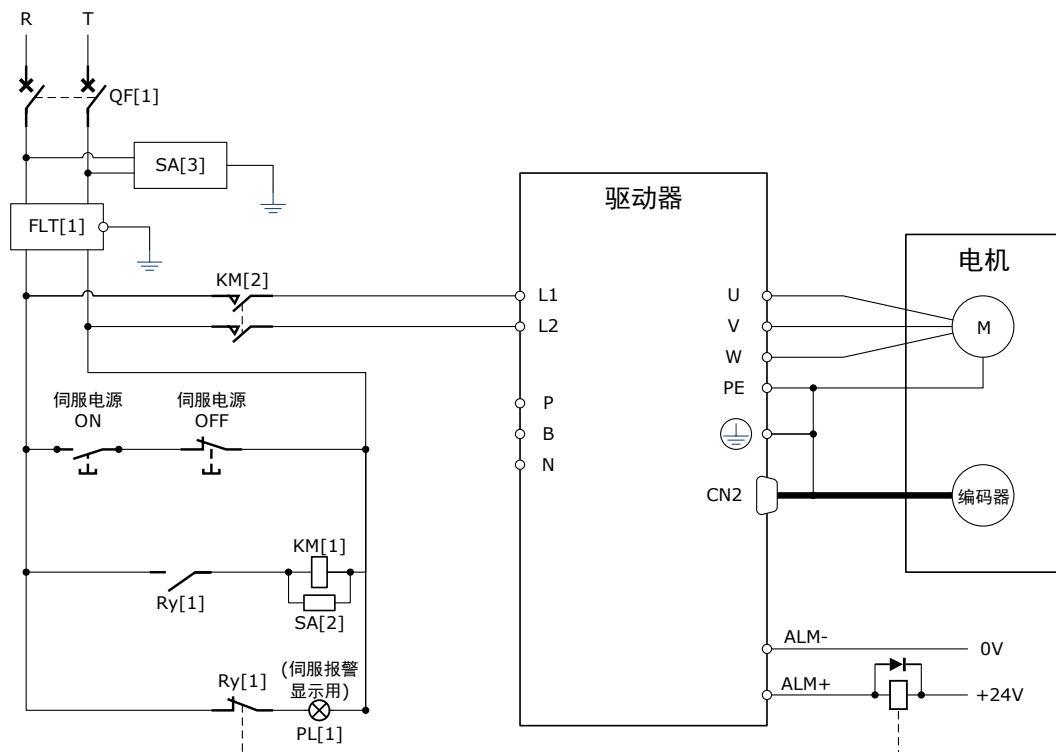 R
T
QF[1]
SA[3]
FLT[1]
KM[2]
驱动器
电机
L1
U
L2
V
M
W
PE
伺服电源
ON
伺服电源
OFF
P
B
N
CN2
编码器
KM[1]
Ry[1]
SA[2]
ALM-
0V
Ry[1]
(伺服报警
显示用)
PL[1]
ALM+
+24V